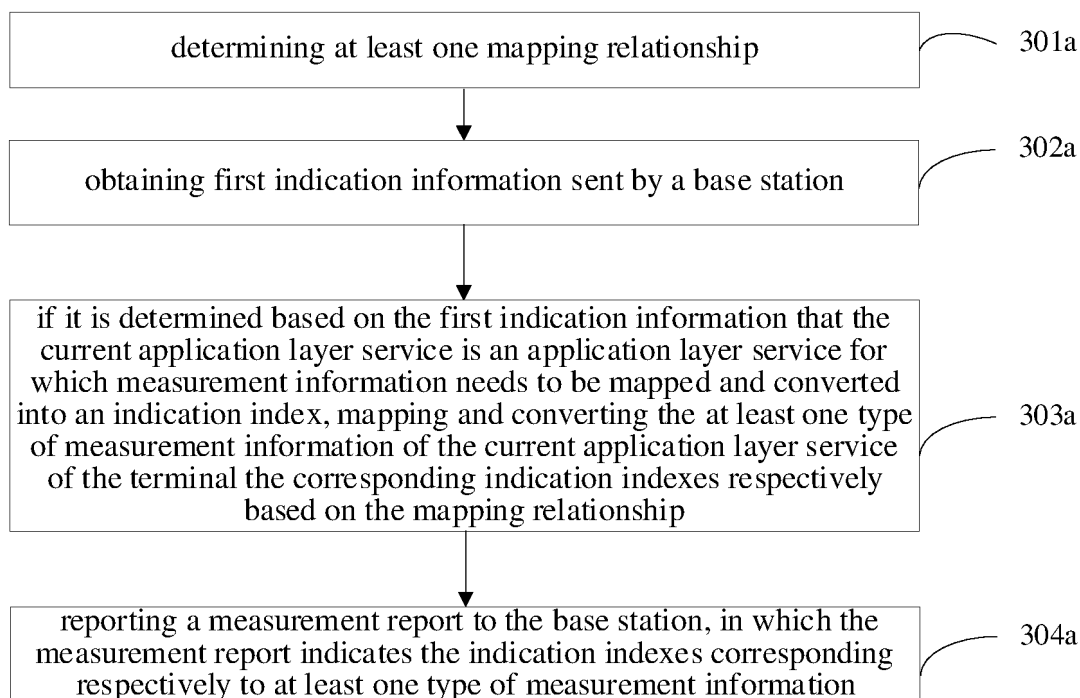 determining at least one mapping relationship
301a
obtaining first indication information sent by a base station
302a
if it is determined based on the first indication information that the
current application layer service is an application layer service for
which measurement information needs to be mapped and converted
into an indication index, mapping and converting the at least one type
of measurement information of the current application layer service
of the terminal the corresponding indication indexes respectively
based on the mapping relationship
303a
reporting a measurement report to the base station, in which the
measurement report indicates the indication indexes corresponding
respectively to at least one type of measurement information
304a